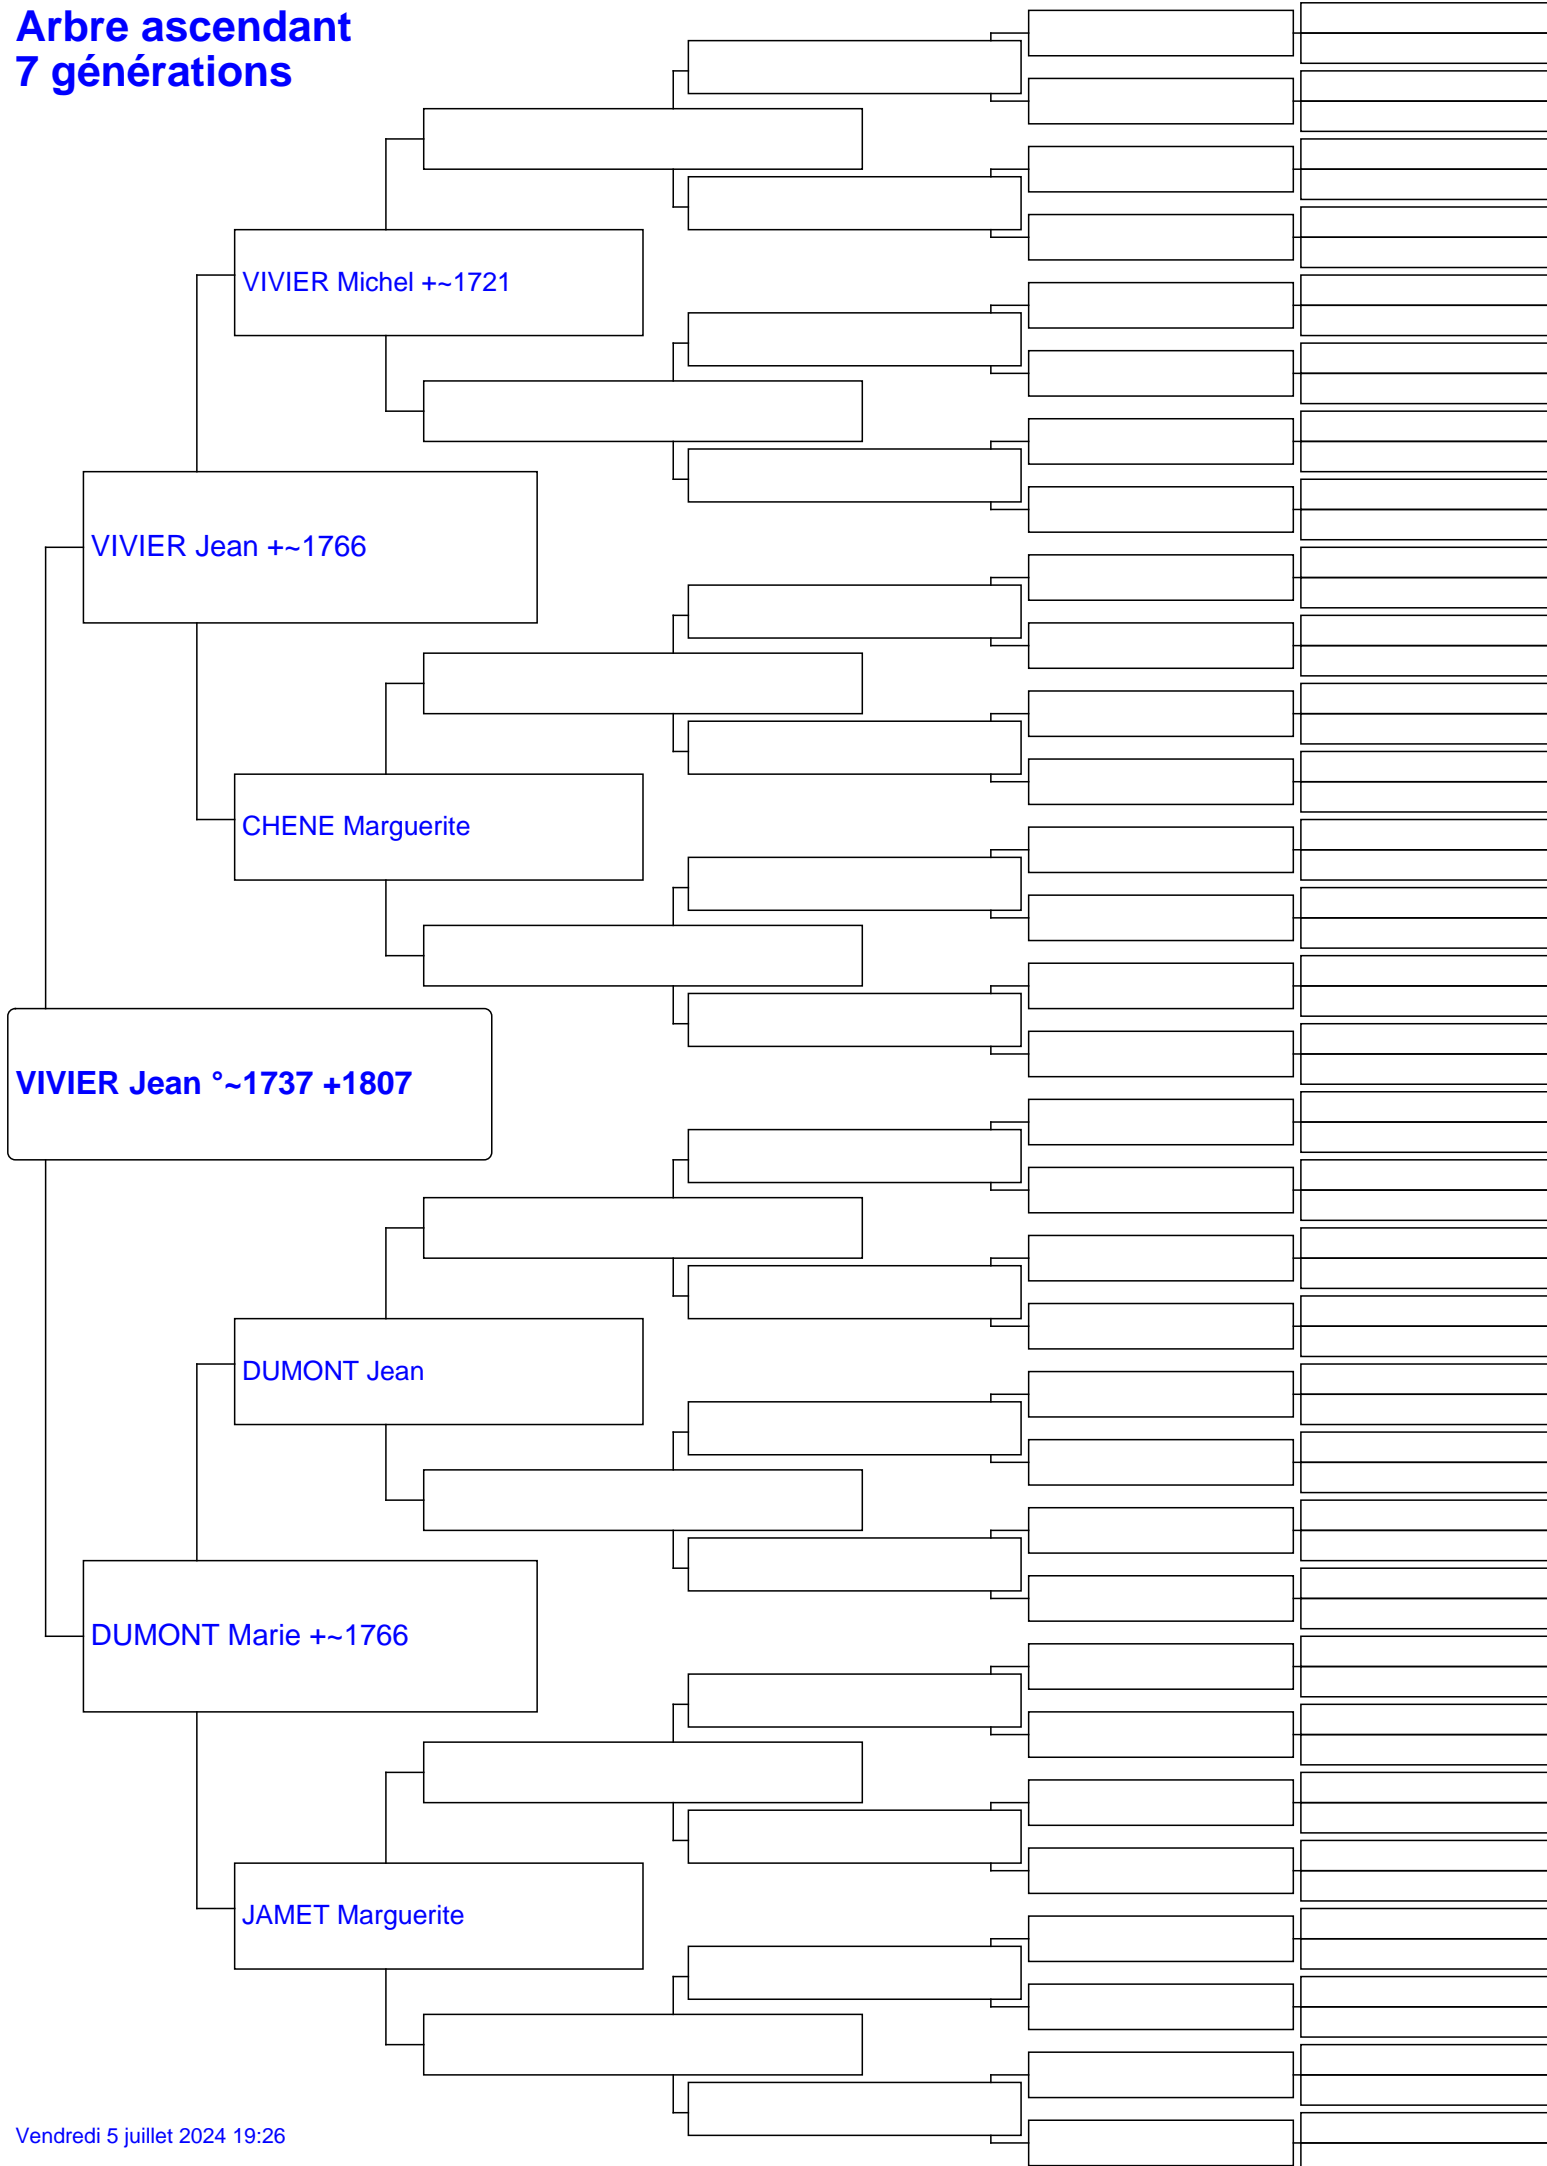 Arbre ascendant
7 générations
VIVIER Michel +~1721
VIVIER Jean +~1766
CHENE Marguerite
VIVIER Jean °~1737 +1807
DUMONT Jean
DUMONT Marie +~1766
JAMET Marguerite
Vendredi 5 juillet 2024 19:26